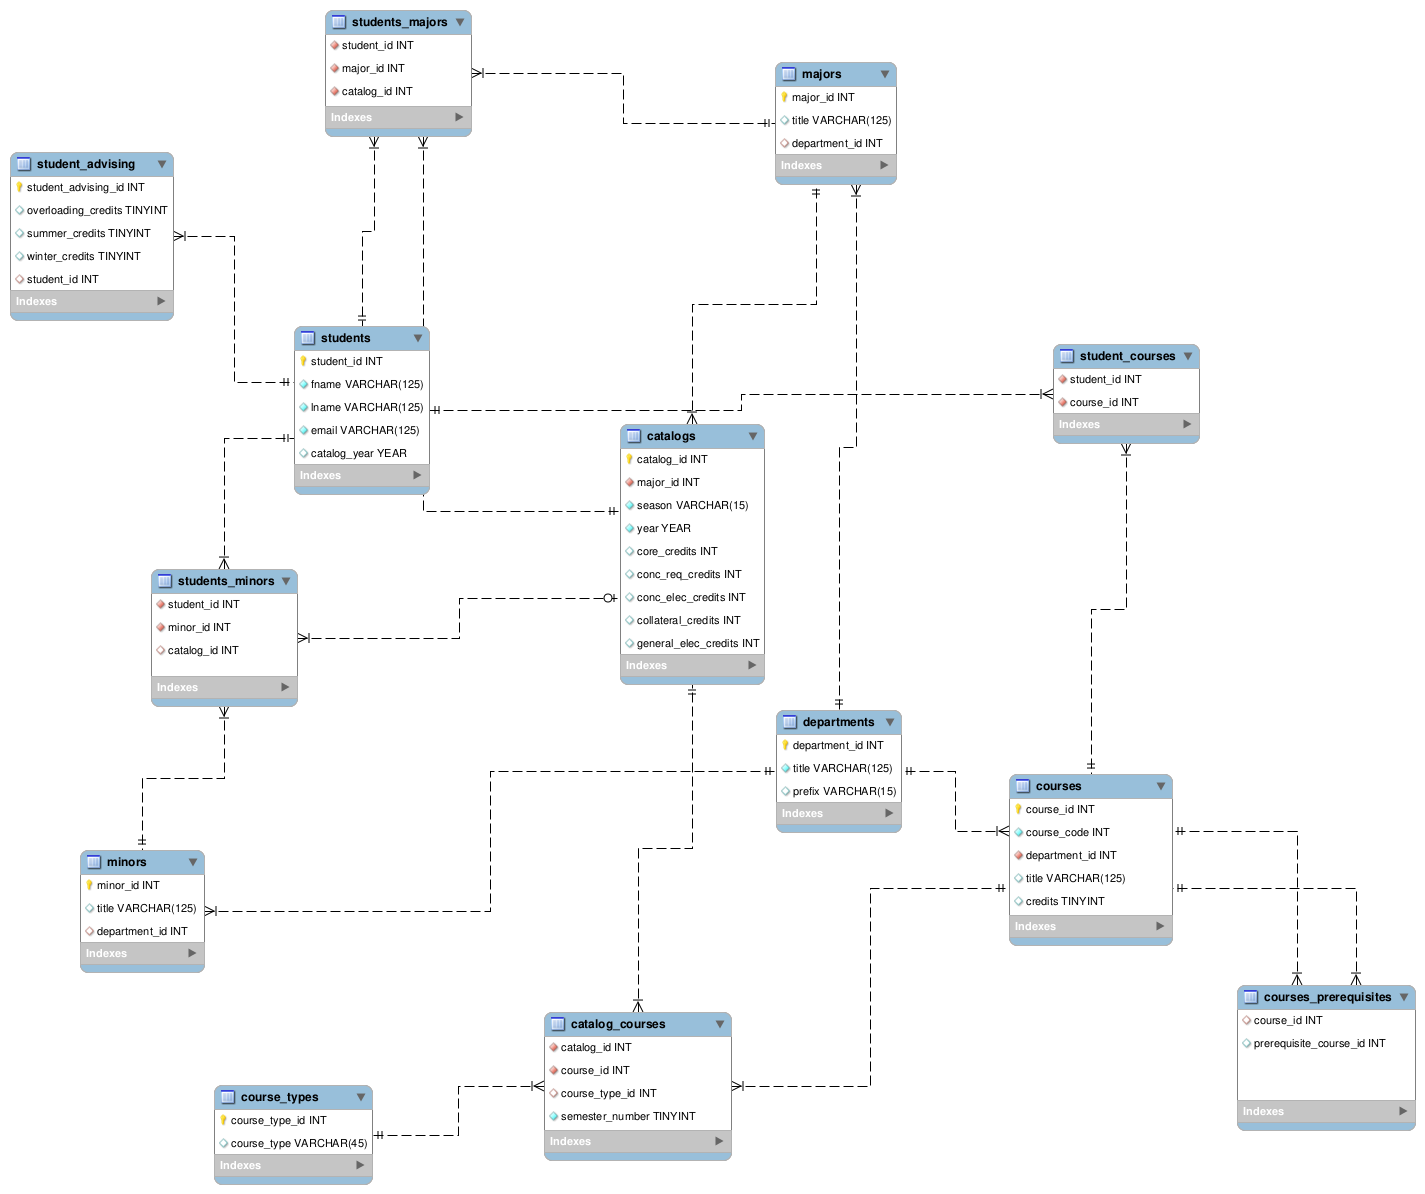 students_majors
student_id INT
major_id INT
catalog_id INT
Indexes
majors
major_id INT
title VARCHAR(125)
department_id INT
Indexes
student_advising
student_advising_id INT
overloading_credits TINYINT
summer_credits TINYINT
winter_credits TINYINT
student_id INT
Indexes
students
student_id INT
fname VARCHAR(125)
lname VARCHAR(125)
email VARCHAR(125)
catalog_year YEAR
Indexes
student_courses
student_id INT
course_id INT
Indexes
catalogs
catalog_id INT
major_id INT
season VARCHAR(15)
year YEAR
core_credits INT
conc_req_credits INT
conc_elec_credits INT
collateral_credits INT
general_elec_credits INT
Indexes
students_minors
student_id INT
minor_id INT
catalog_id INT
Indexes
departments
department_id INT
title VARCHAR(125)
prefix VARCHAR(15)
Indexes
courses
course_id INT
course_code INT
department_id INT
title VARCHAR(125)
credits TINYINT
Indexes
minors
minor_id INT
title VARCHAR(125)
department_id INT
Indexes
courses_prerequisites
course_id INT
prerequisite_course_id INT
Indexes
catalog_courses
catalog_id INT
course_id INT
course_type_id INT
semester_number TINYINT
Indexes
course_types
course_type_id INT
course_type VARCHAR(45)
Indexes